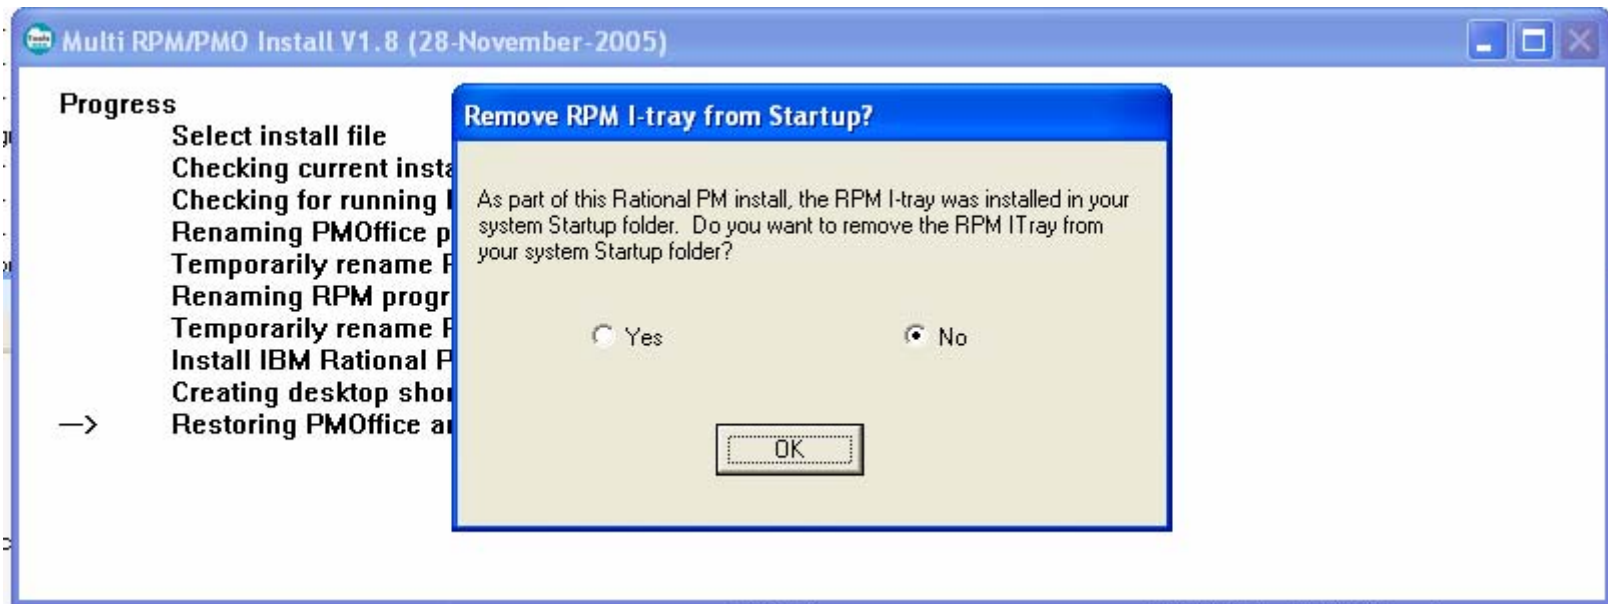 Multi RPM/PMO Install V1.8 (28-November-2005)
Progress
Select install file
Checking current insta
Checking for running
Renaming PMOffice p
Temporarily rename
Renaming RPM progr
Temporarily rename
Install IBM Rational P
Creating desktop shor
—> Restoring PMOffice a
Remove RPM I-tray from Startup?
As part of this Rational PM install, the RPM I-tray was installed in your
system Startup folder. Do you want to remove the RPM ITray from
your system Startup folder?
Yes
No
OK